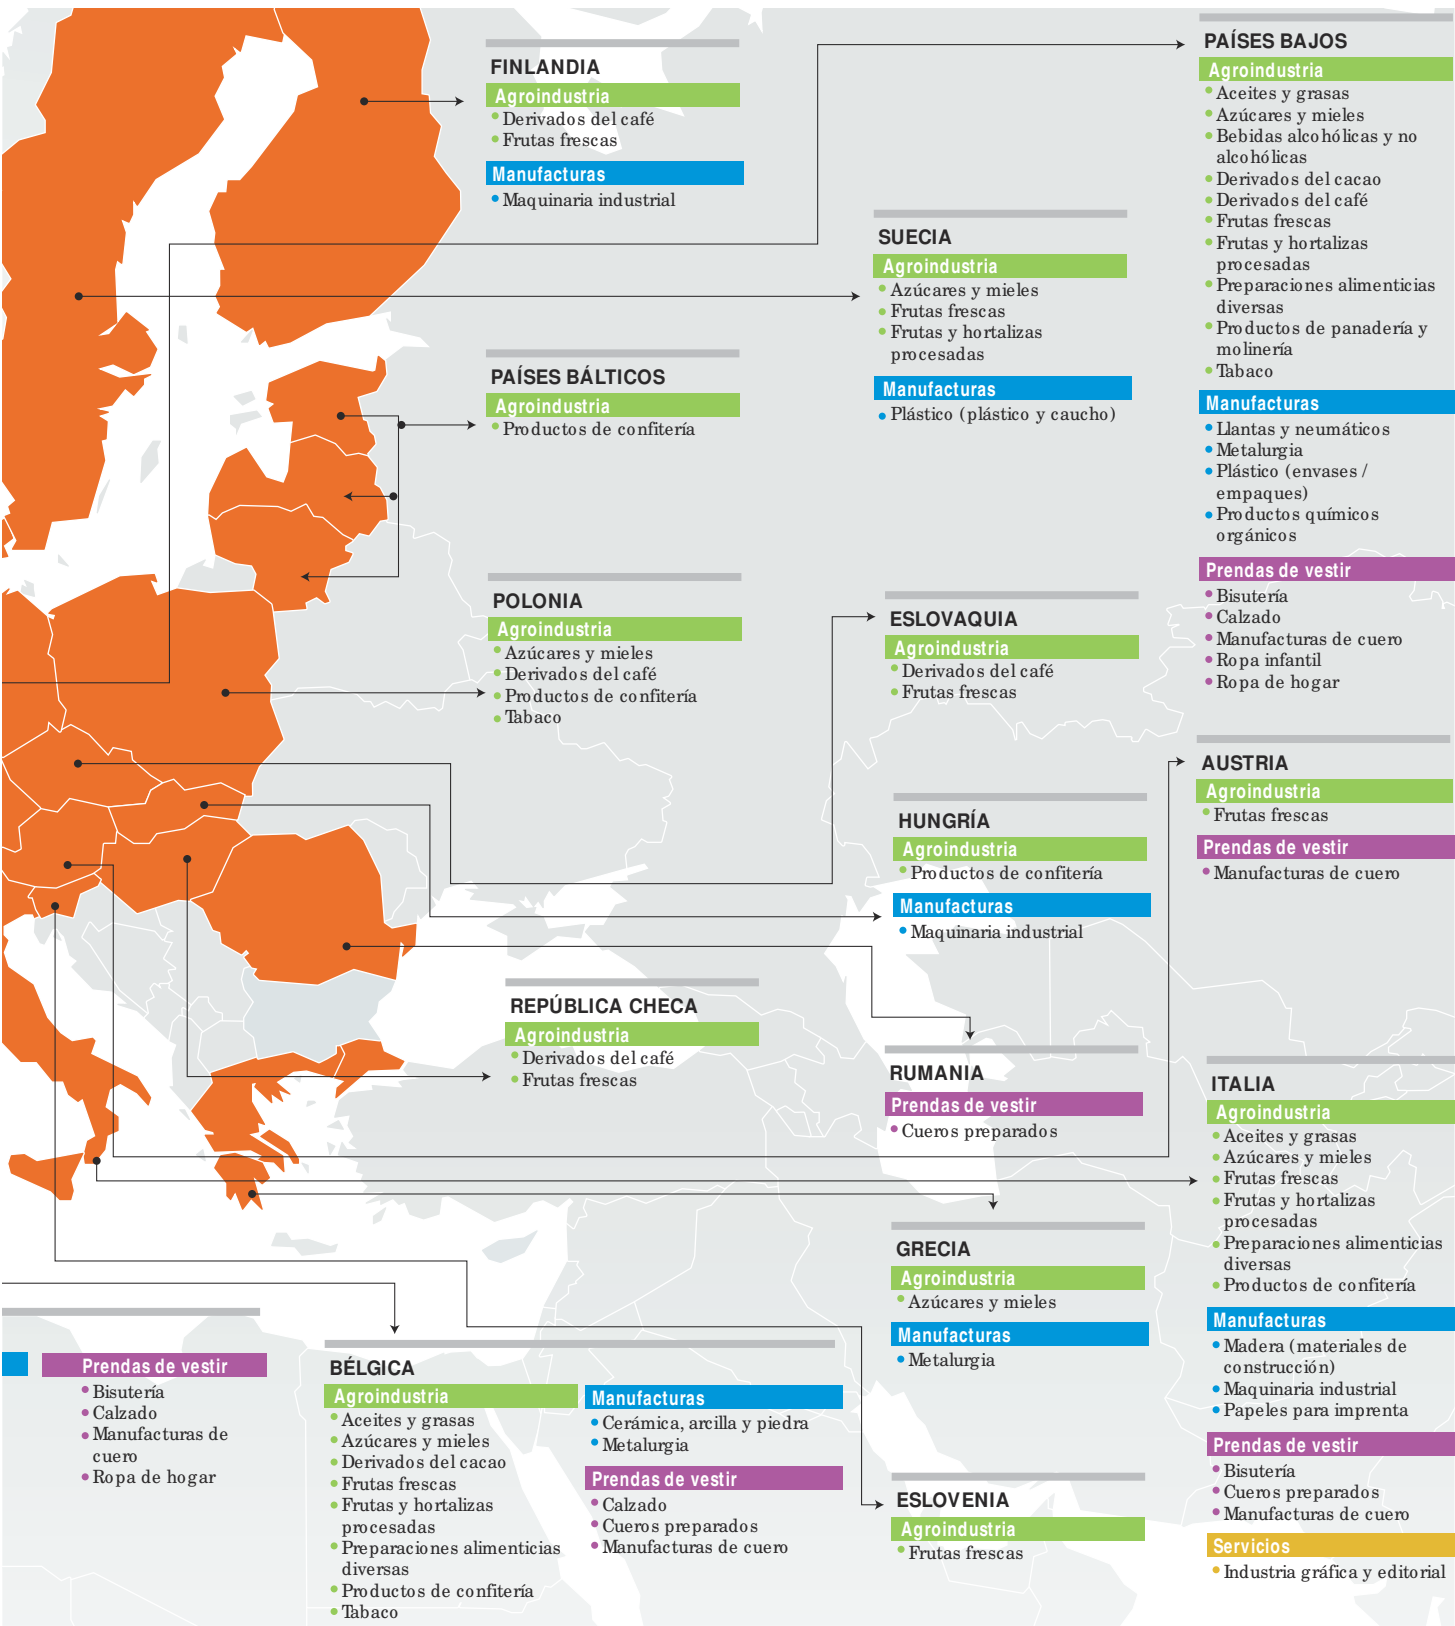 FINLANDIA
Agroindustria
Derivados del café
Frutas frescas
Manufacturas
Maquinaria industrial
PAÍSES BÁLTICOS
Agroindustria
Productos de confitería
POLONIA
Agroindustria
Azúcares y mieles
Derivados del café
Productos de confitería
Tabaco
REPÚBLICA CHECA
Agroindustria
Derivados del café
Frutas frescas
SUECIA
Agroindustria
Azúcares y mieles
Frutas frescas
Frutas y hortalizas
procesadas
Manufacturas
Plástico (plástico y caucho)
ESLOVAQUIA
Agroindustria
Derivados del café
Frutas frescas
HUNGRÍA
Agroindustria
Productos de confitería
Manufacturas
Maquinaria industrial
RUMANIA
Prendas de vestir
Cueros preparados
GRECIA
Agroindustria
Azúcares y mieles
Manufacturas
Metalurgia
ESLOVENIA
Agroindustria
Frutas frescas
PAÍSES BAJOS
Agroindustria
Aceites y grasas
Azúcares y mieles
Bebidas alcohólicas y no
alcohólicas
Derivados del cacao
Derivados del café
Frutas frescas
Frutas y hortalizas
procesadas
Preparaciones alimenticias
diversas
Productos de panadería y
molinería
Tabaco
Manufacturas
Llantas y neumáticos
Metalurgia
Plástico (envases /
empaques)
Productos químicos
orgánicos
Prendas de vestir
Bisutería
Calzado
Manufacturas de cuero
Ropa infantil
Ropa de hogar
AUSTRIA
Agroindustria
Frutas frescas
Prendas de vestir
Manufacturas de cuero
ITALIA
Agroindustria
Aceites y grasas
Azúcares y mieles
Frutas frescas
Frutas y hortalizas
procesadas
Preparaciones alimenticias
diversas
Productos de confitería
Manufacturas
Madera (materiales de
construcción)
Maquinaria industrial
Papeles para imprenta
Prendas de vestir
Bisutería
Cueros preparados
Manufacturas de cuero
Servicios
Industria gráfica y editorial
Prendas de vestir
Bisutería
Calzado
Manufacturas de
cuero
Ropa de hogar
BÉLGICA
Agroindustria
Aceites y grasas
Azúcares y mieles
Derivados del cacao
Frutas frescas
Frutas y hortalizas
procesadas
Preparaciones alimenticias
diversas
Productos de confitería
Tabaco
Manufacturas
Cerámica, arcilla y piedra
Metalurgia
Prendas de vestir
Calzado
Cueros preparados
Manufacturas de cuero